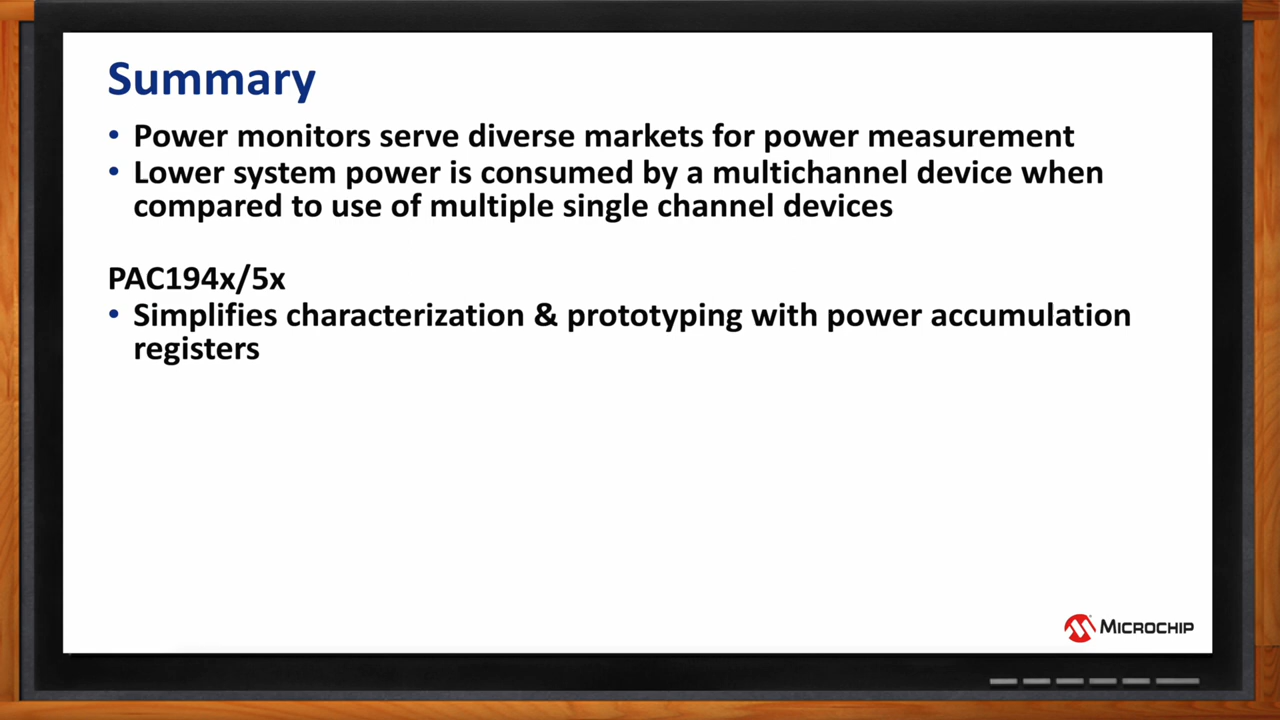 Summary
• Power monitors serve diverse markets for power measurement
• Lower system power is consumed by a multichannel device when
compared to use of multiple single channel devices
PAC194x/5x
• Simplifies characterization & prototyping with power accumulation
registers
MICROCHIP